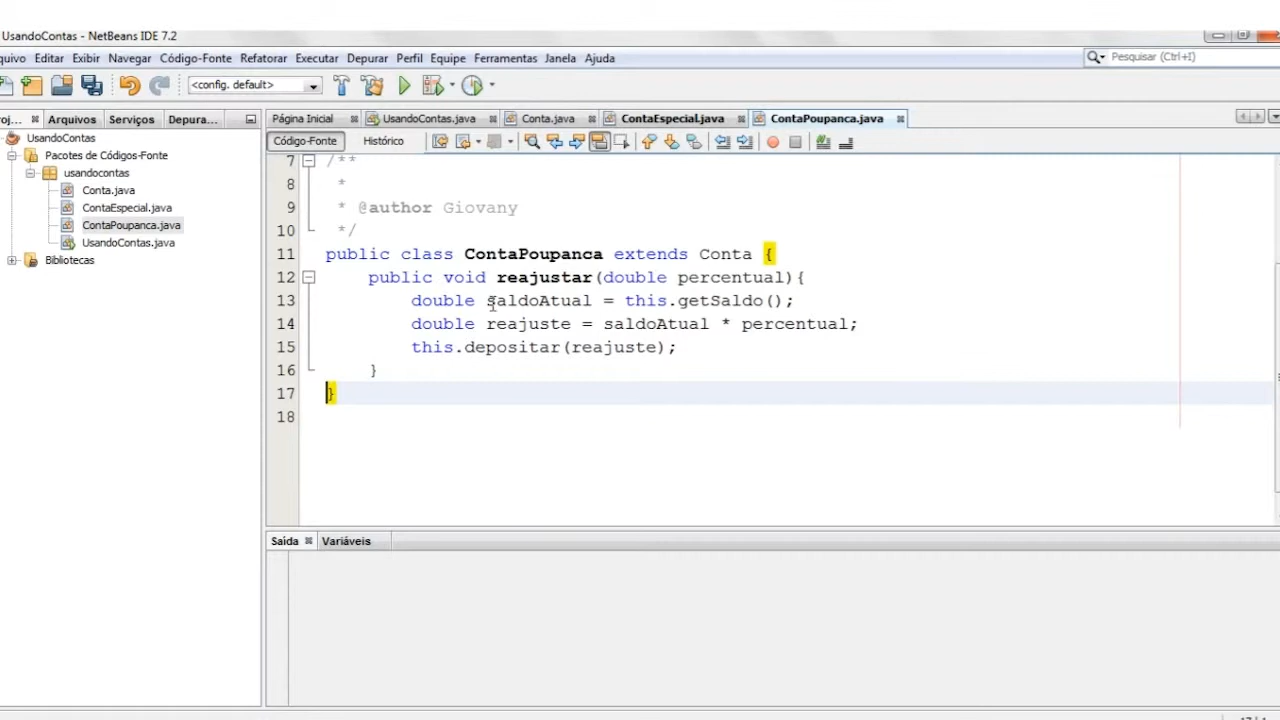 UsandoContas - NetBeans IDE 7.2
quivo Editar Exibir Navegar Código-Fonte Refatorar Executar Depurar Perfil Equipe Ferramentas Janela Ajuda
Pesquisar (Ctrl+I)
<config. default>
roj... Arquivos Serviços Depura...
Página Inicial UsandoContas.java Conta.java ContaEspecial.java ContaPoupanca.java
UsandoContas
Pacotes de Códigos-Fonte
usandocontas
Conta.java
ContaEspecial.java
ContaPoupanca.java
UsandoContas.java
Bibliotecas
Código-Fonte Histórico
7 /**
8 *
9 * @author Giovany
10 */
11 public class ContaPoupanca extends Conta {
12 public void reajustar(double percentual){
13 double saldoAtual = this.getSaldo();
14 double reajuste = saldoAtual * percentual;
15 this.depositar(reajuste);
16 }
17 }
18
Saída Variáveis